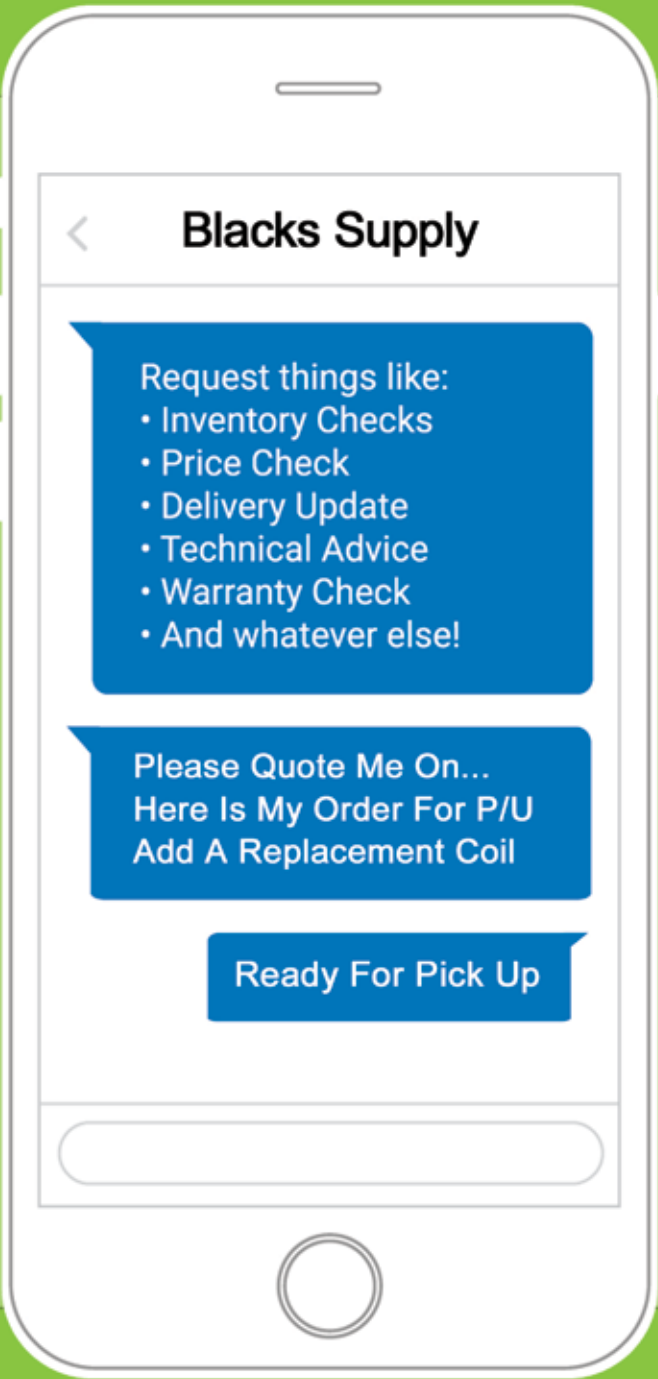 Blacks Supply
Request things like:
• Inventory Checks
• Price Check
• Delivery Update
• Technical Advice
• Warranty Check
• And whatever else!
Please Quote Me On...
Here Is My Order For P/U
Add A Replacement Coil
Ready For Pick Up